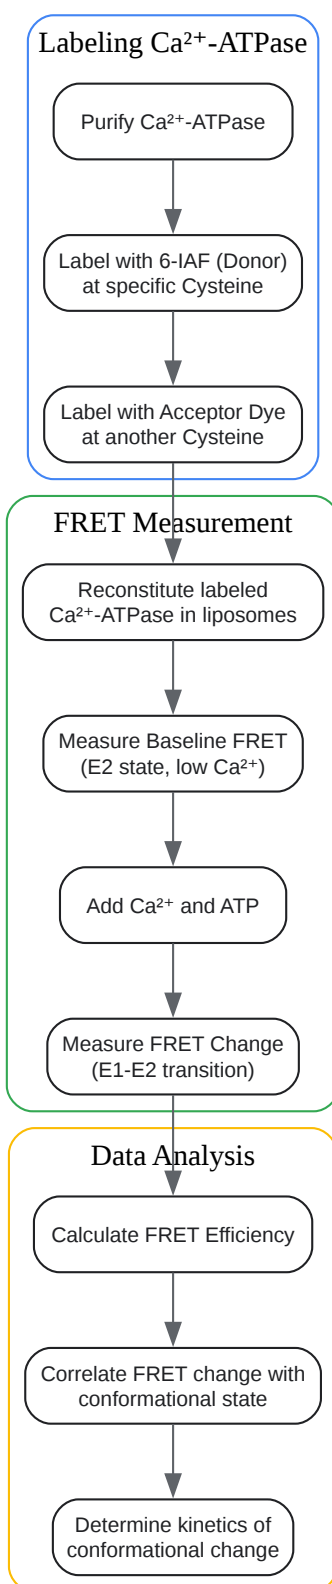 Labeling Ca²⁺-ATPase
Purify Ca²⁺-ATPase
Label with 6-IAF (Donor)
at specific Cysteine
Label with Acceptor Dye
at another Cysteine
FRET Measurement
Reconstitute labeled
Ca²⁺-ATPase in liposomes
Measure Baseline FRET
(E2 state, low Ca²⁺)
Add Ca²⁺ and ATP
Measure FRET Change
(E1-E2 transition)
Data Analysis
Calculate FRET Efficiency
Correlate FRET change with
conformational state
Determine kinetics of
conformational change